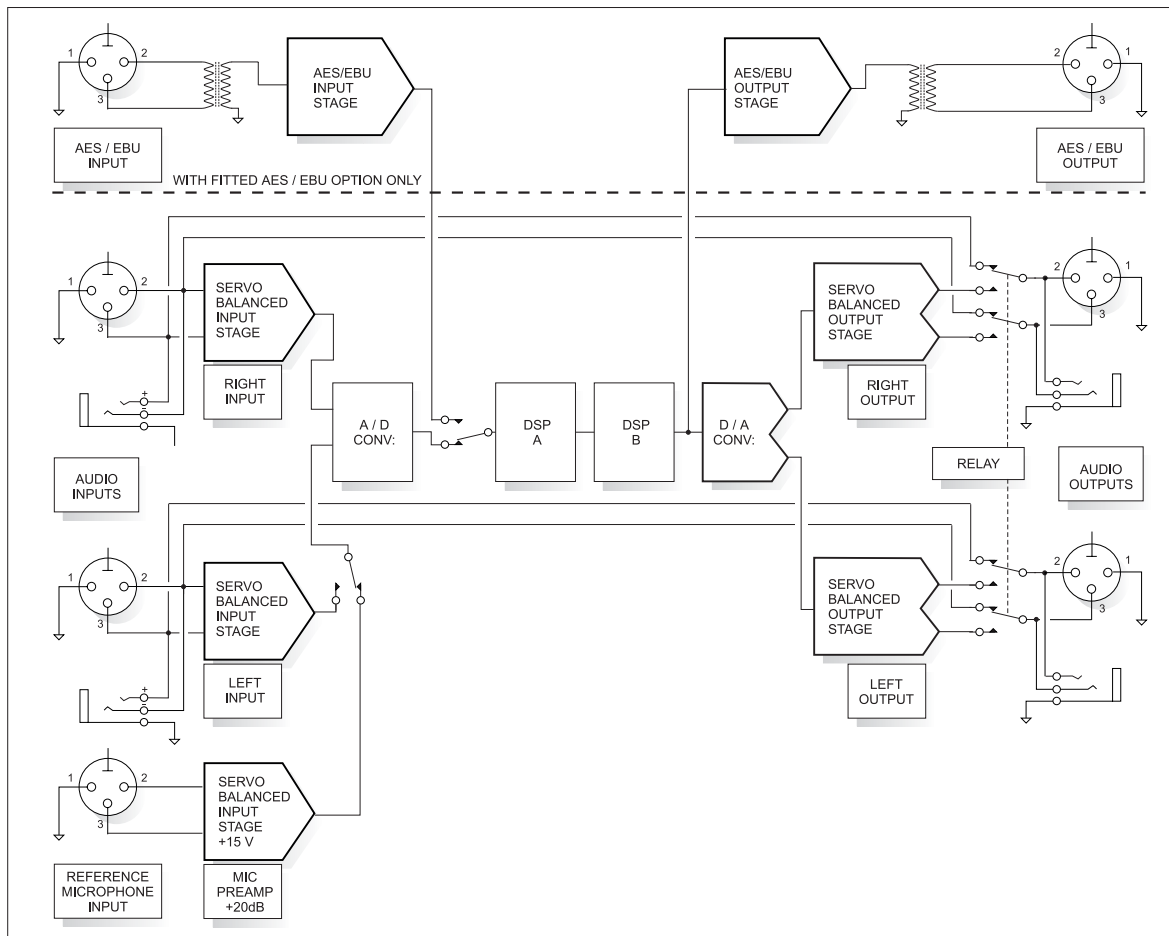 1
2
3
AES/EBU
INPUT
STAGE
AES / EBU
INPUT
AES/EBU
OUTPUT
STAGE
2
1
3
AES / EBU
OUTPUT
WITH FITTED AES / EBU OPTION ONLY
1
2
3
SERVO
BALANCED
INPUT
STAGE
RIGHT
INPUT
+
-
AUDIO
INPUTS
A / D
CONV:
DSP
A
DSP
B
D / A
CONV:
SERVO
BALANCED
OUTPUT
STAGE
RIGHT
OUTPUT
2
1
3
RELAY
AUDIO
OUTPUTS
1
2
3
SERVO
BALANCED
INPUT
STAGE
LEFT
INPUT
+
-
SERVO
BALANCED
OUTPUT
STAGE
LEFT
OUTPUT
2
1
3
1
2
3
SERVO
BALANCED
INPUT
STAGE
+15 V
REFERENCE
MICROPHONE
INPUT
MIC
PREAMP
+20dB